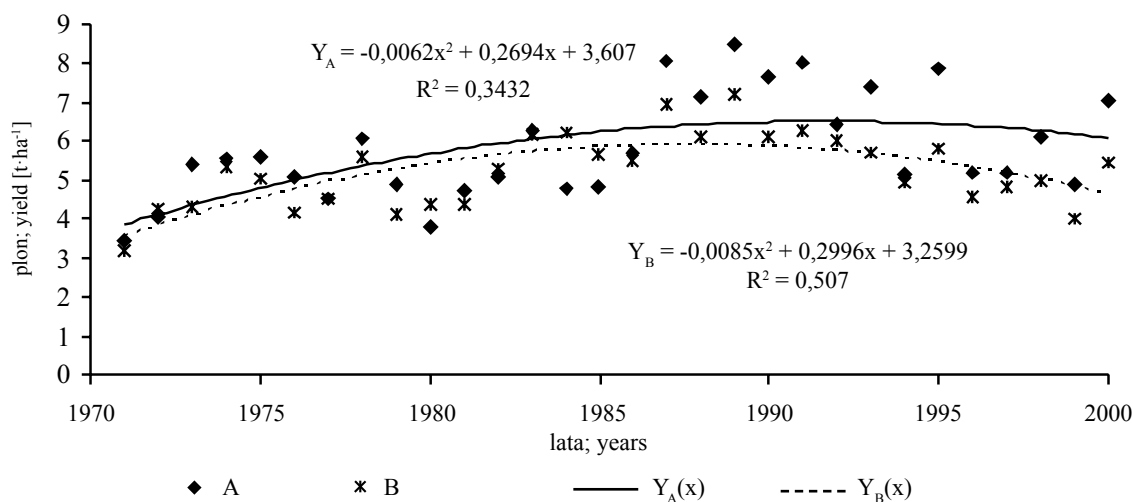 9
8
7
6
5
4
3
2
1
0
plon; yield [t·ha⁻¹]
Y_A = -0,0062x² + 0,2694x + 3,607
R² = 0,3432
Y_B = -0,0085x² + 0,2996x + 3,2599
R² = 0,507
1970 1975 1980 1985 1990 1995 2000
lata; years
A B Y_A(x) Y_B(x)